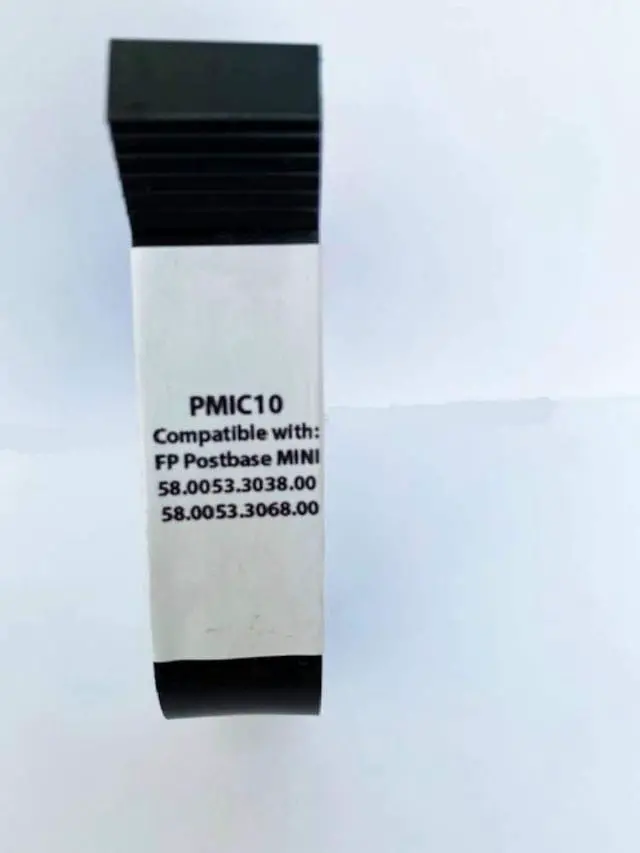 PMIC10
Compatible with:
FP Postbase MINI
58.0053.3038.00
58.0053.3068.00